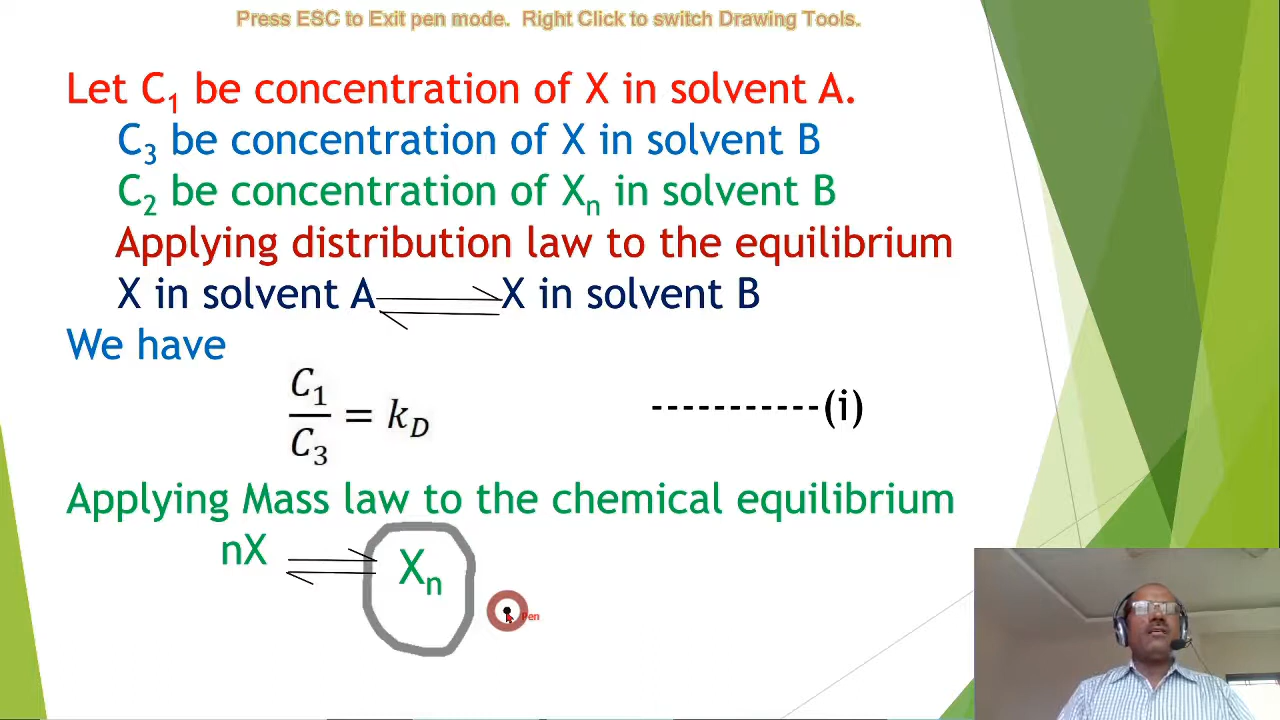 Press ESC to Exit pen mode. Right Click to switch Drawing Tools.
Let C₁ be concentration of X in solvent A.
C₃ be concentration of X in solvent B
C₂ be concentration of Xₙ in solvent B
Applying distribution law to the equilibrium
X in solvent A ⇌ X in solvent B
We have
C₁/C₃ = k_D -----------(i)
Applying Mass law to the chemical equilibrium
nX ⇌ Xₙ
Pen